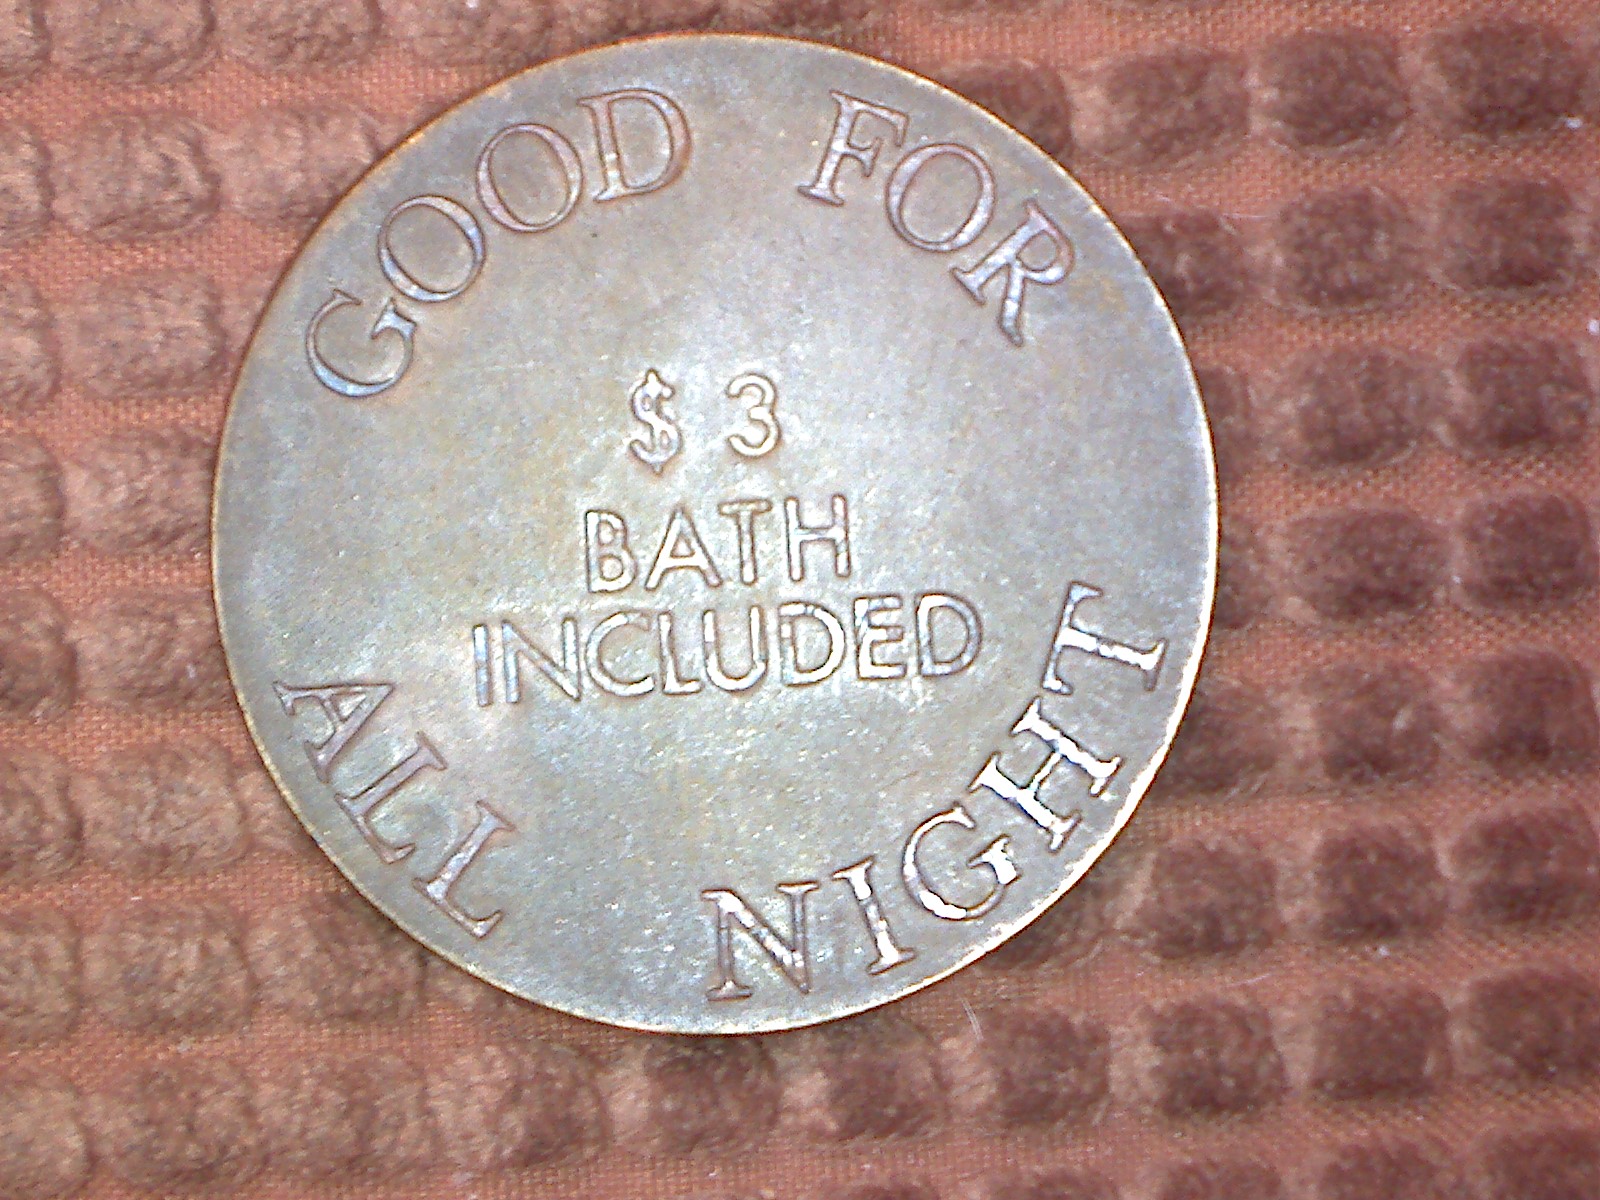 GOOD FOR
$ 3
BATH
INCLUDED
ALL NIGHT